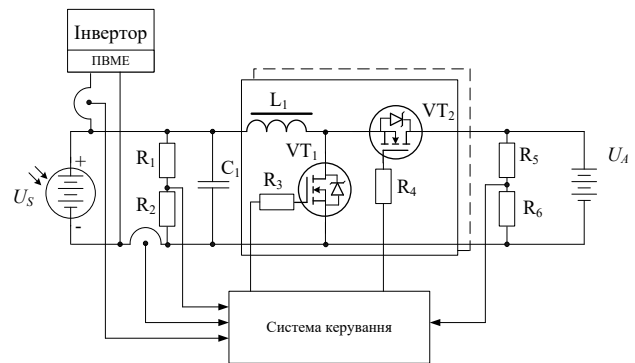 Інвертор
ПВМЕ
L1
VT2
R1
C1
VT1
R5
UA
US
+
R3
R4
R2
R6
-
Система керування